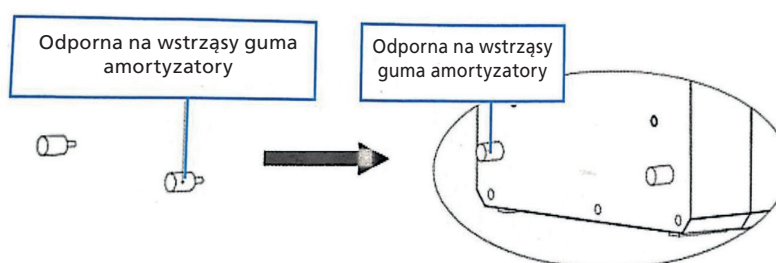 Odporna na wstrząsy guma
amortyzatory
Odporna na wstrząsy
guma amortyzatory